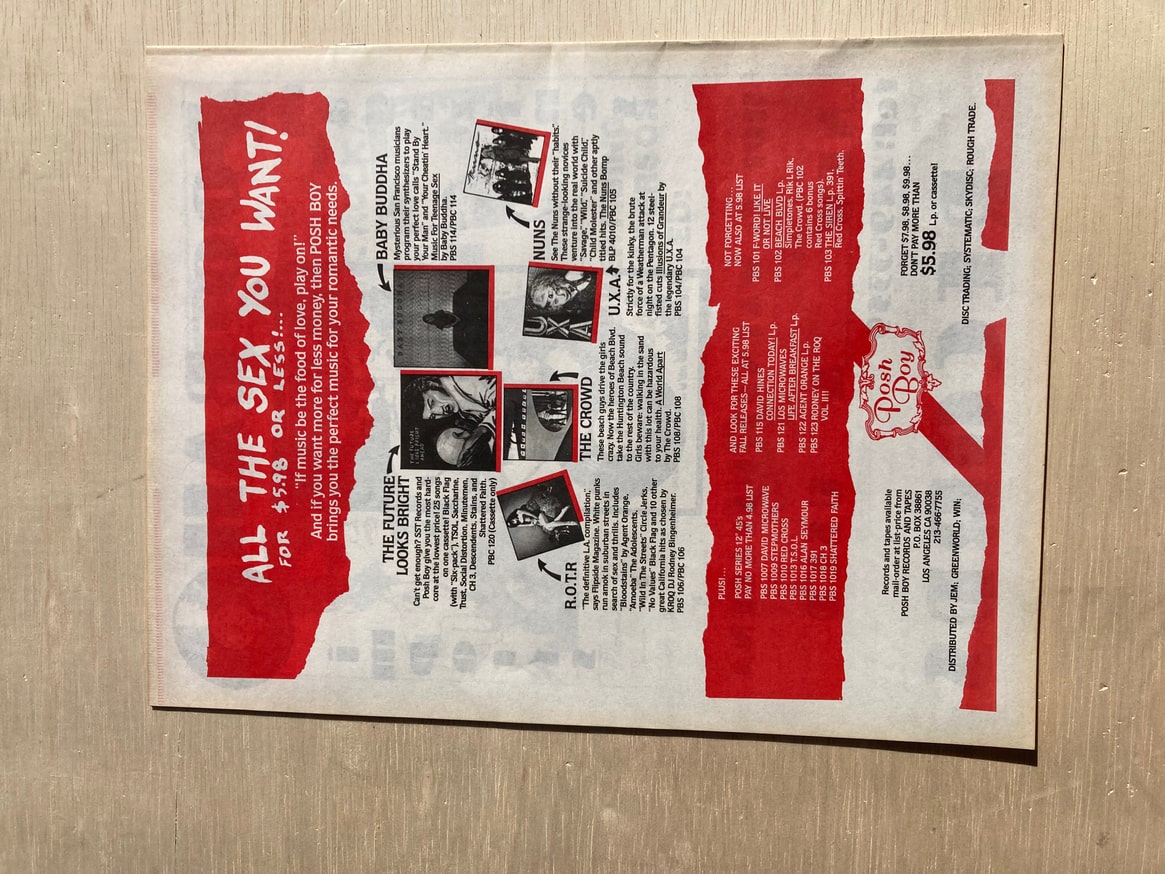 ALL THE SEX YOU WANT!
FOR $5.98 OR LESS!...
"If music be the food of love, play on!"
And if you want more for less money, then POSH BOY
brings you the perfect music for your romantic needs.
THE FUTURE
LOOKS BRIGHT
Can't get enough? SST Records and
Posh Boy give you the most hard-
core at the lowest price! 25 songs
on one cassette! Black Flag
(with "Six-pack"), TSOL, Saccharine,
Trust, Social Distortion, Minutemen,
CH 3, Descendents, Stains, and
Shattered Faith.
PBC 120 (Cassette only)
THE FUTURE
LOOKS BRIGHT
AHEAD
BABY BUDDHA
Mysterious San Francisco musicians
program their synthesizers to play
your perfect love calls "Stand By
Your Man" and "Your Cheatin' Heart."
Music For Teenage Sex
by Baby Buddha.
PBS 114/PBC 114
R.O.T.R
"The definitive L.A. compilation,"
says Flipside Magazine. White punks
run amok in suburban streets in
search of sex and thrills. Includes
"Bloodstains" by Agent Orange,
"Amoeba" The Adolescents,
"Wild In The Streets" Circle Jerks,
"No Values" Black Flag and 10 other
great California hits as chosen by
KROQ DJ Rodney Bingenheimer.
PBS 106/PBC 106
THE CROWD
These beach guys drive the girls
crazy. Now the heroes of Beach Blvd.
take the Huntington Beach sound
to the rest of the country.
Girls beware: walking in the sand
with this lot can be hazardous
to your health. A World Apart
by The Crowd.
PBS 108/PBC 108
UXA
U.X.A.
Strictly for the kinky, the brute
force of a Weatherman attack at
night on the Pentagon. 12 steel-
fisted cuts Illusions of Grandeur by
the legendary U.X.A.
PBS 104/PBC 104
NUNS
See The Nuns without their "habits."
These strange-looking novices
venture into the real world with
"Savage," "Wild," "Suicide Child,"
"Child Molester" and other aptly
titled hits. The Nuns Bomp
BLP 4010/PBC 105
PLUS!...
POSH SERIES 12" 45's
PAY NO MORE THAN 4.98 LIST
PBS 1007 DAVID MICROWAVE
PBS 1009 STEPMOTHERS
PBS 1010 RED CROSS
PBS 1013 T.S.O.L.
PBS 1016 ALAN SEYMOUR
PBS 1017 391
PBS 1018 CH 3
PBS 1019 SHATTERED FAITH
AND LOOK FOR THESE EXCITING
FALL RELEASES—ALL AT 5.98 LIST
PBS 115 DAVID HINES
CONNECTION TODAY! L.p.
PBS 121 LOS MICROWAVES
LIFE AFTER BREAKFAST L.p.
PBS 122 AGENT ORANGE L.p.
PBS 123 RODNEY ON THE ROQ
VOL II!!
NOT FORGETTING...
NOW ALSO AT 5.98 LIST
PBS 101 F-WORD! LIKE IT
OR NOT LIVE
PBS 102 BEACH BLVD L.p.
Simpletones, Rik L Rik,
The Crowd. (PBC 102
contains 6 bonus
Red Cross songs).
PBS 103 THE SIREN L.p. 391,
Red Cross, Spittin Teeth.
Posh
Boy
Records and tapes available
mail-order at list-price from
POSH BOY RECORDS AND TAPES
P.O. BOX 38861
LOS ANGELES CA 90038
213-466-7755
FORGET $7.98, $8.98, $9.98...
DON'T PAY MORE THAN
$5.98 L.p. or cassette!
DISTRIBUTED BY JEM; GREENWORLD; WIN; DISC TRADING; SYSTEMATIC; SKYDISC; ROUGH TRADE.